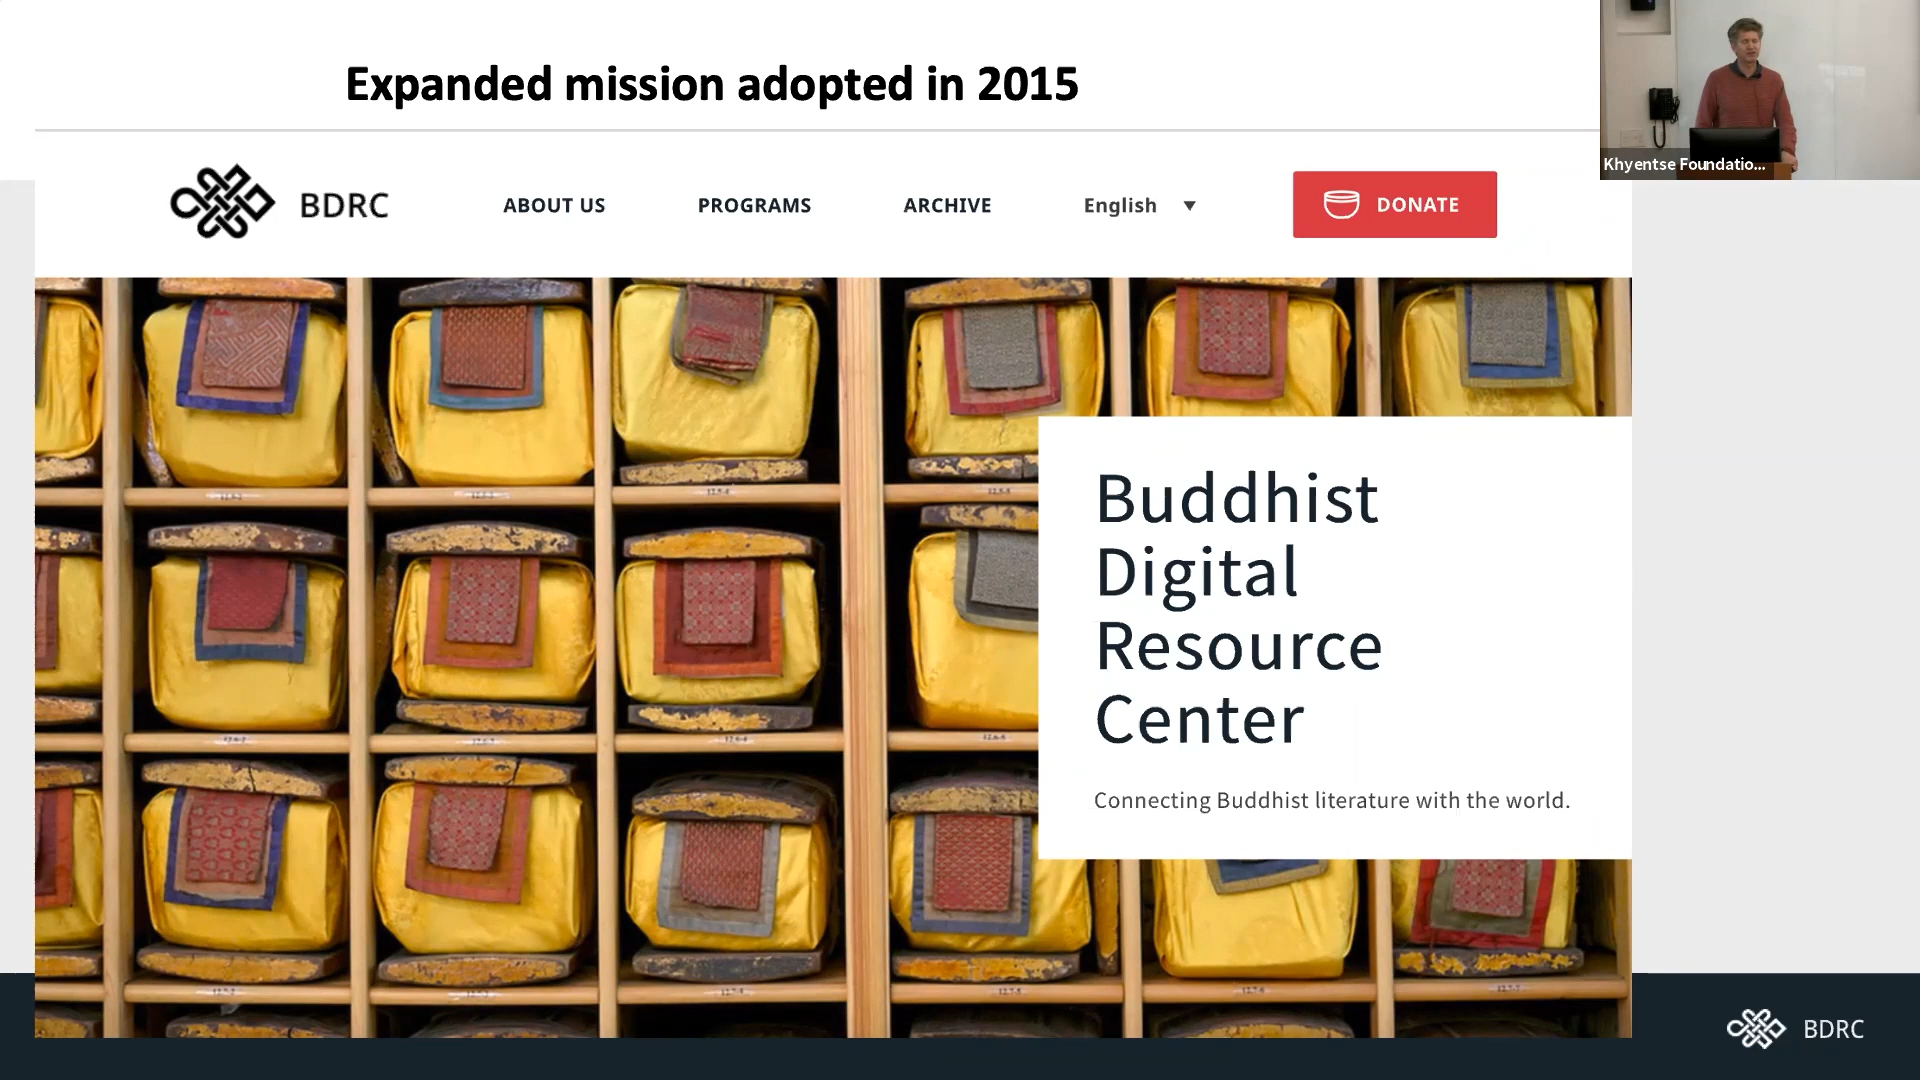 Expanded mission adopted in 2015
Khyentse Foundatio...
BDRC
ABOUT US
PROGRAMS
ARCHIVE
English
DONATE
Buddhist
Digital
Resource
Center
Connecting Buddhist literature with the world.
BDRC